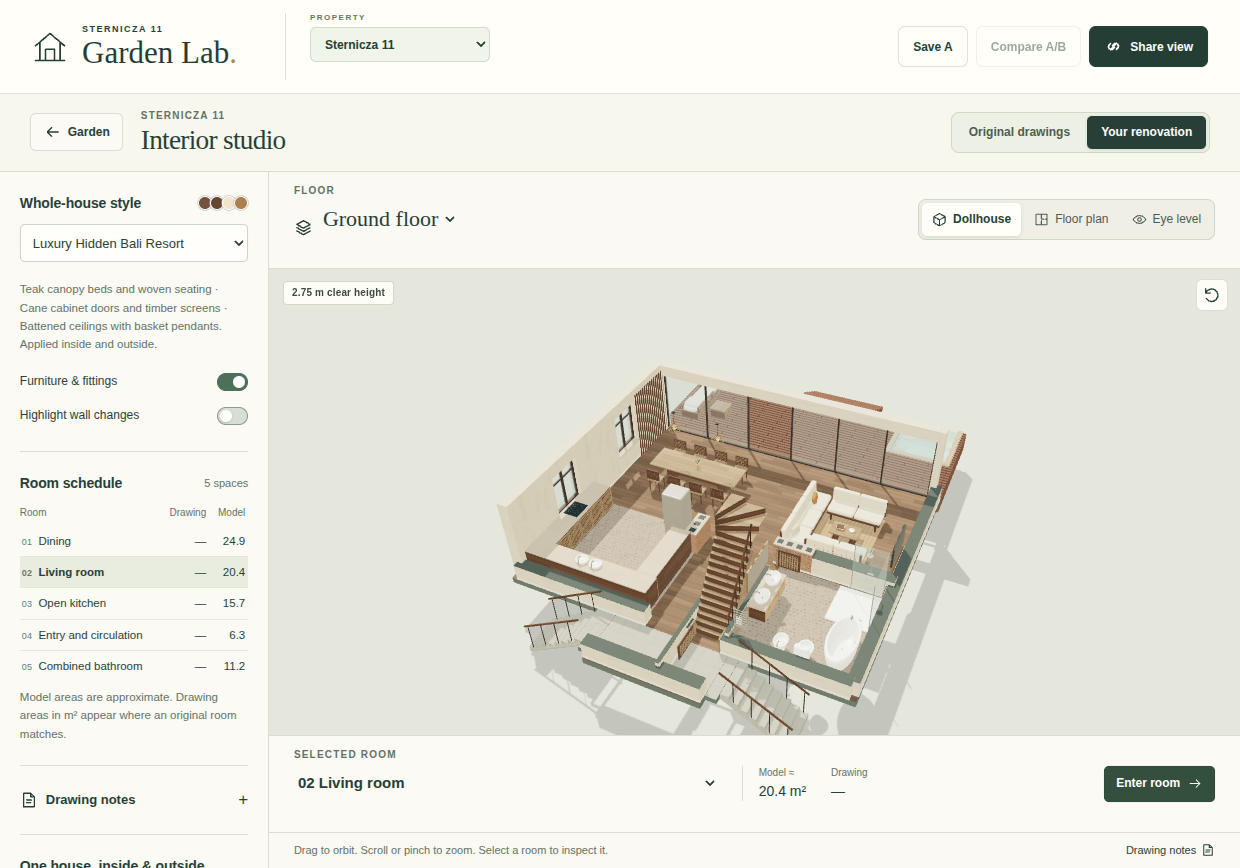 STERNICZA 11
Garden Lab.
PROPERTY
Sternicza 11
Save A
Compare A/B
Share view
Garden
STERNICZA 11
Interior studio
Original drawings
Your renovation
Whole-house style
Luxury Hidden Bali Resort
Teak canopy beds and woven seating ·
Cane cabinet doors and timber screens ·
Battened ceilings with basket pendants.
Applied inside and outside.
Furniture & fittings
Highlight wall changes
Room schedule
5 spaces
Room Drawing Model
01 Dining — 24.9
02 Living room — 20.4
03 Open kitchen — 15.7
04 Entry and circulation — 6.3
05 Combined bathroom — 11.2
Model areas are approximate. Drawing
areas in m² appear where an original room
matches.
Drawing notes +
One house, inside & outside
FLOOR
Ground floor
Dollhouse
Floor plan
Eye level
2.75 m clear height
SELECTED ROOM
02 Living room
Model ≈
20.4 m²
Drawing
—
Enter room
Drag to orbit. Scroll or pinch to zoom. Select a room to inspect it.
Drawing notes